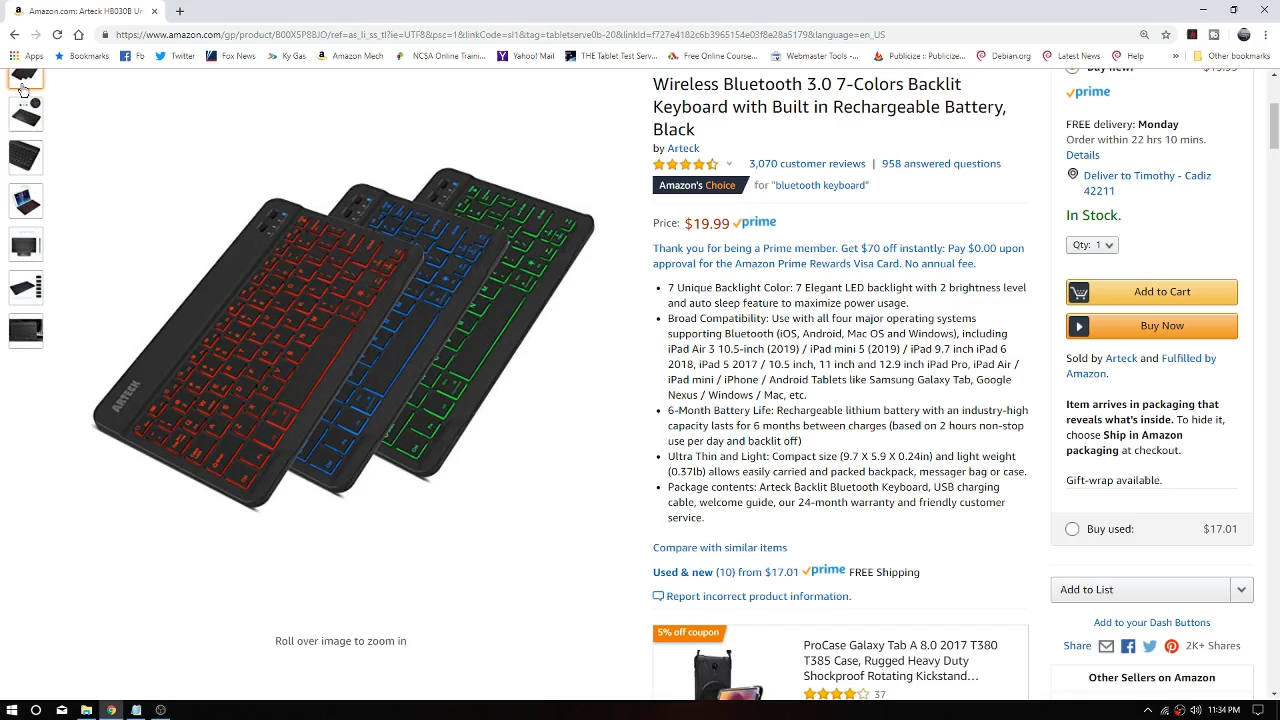 Amazon.com: Arteck HB030B Un
https://www.amazon.com/gp/product/B00X5P8BJO/ref=as_li_ss_tl?ie=UTF8&psc=1&linkCode=sl1&tag=tabletserve0b-20&linkId=f727e4182c6b3965154e03f8e28a5179&language=en_US
Apps
Bookmarks
Fb
Twitter
Fox News
Ky Gas
Amazon Mech
NCSA Online Traini...
Yahoo! Mail
THE Tablet Test Serv...
Free Online Course...
Webmaster Tools -...
Publicize :: Publicize...
Debian.org
Latest News
Help
»
Other bookmarks
Wireless Bluetooth 3.0 7-Colors Backlit
Keyboard with Built in Rechargeable Battery,
Black
by Arteck
3,070 customer reviews | 958 answered questions
Amazon's Choice for "bluetooth keyboard"
Price: $19.99 prime
Thank you for being a Prime member. Get $70 off instantly: Pay $0.00 upon
approval for the Amazon Prime Rewards Visa Card. No annual fee.
• 7 Unique Backlight Color: 7 Elegant LED backlight with 2 brightness level
and auto sleep feature to maximize power usage.
• Broad Compatibility: Use with all four major operating systems
supporting Bluetooth (iOS, Android, Mac OS and Windows), including
iPad Air 3 10.5-inch (2019) / iPad mini 5 (2019) / iPad 9.7 inch iPad 6
2018, iPad 5 2017 / 10.5 inch, 11 inch and 12.9 inch iPad Pro, iPad Air /
iPad mini / iPhone / Android Tablets like Samsung Galaxy Tab, Google
Nexus / Windows / Mac, etc.
• 6-Month Battery Life: Rechargeable lithium battery with an industry-high
capacity lasts for 6 months between charges (based on 2 hours non-stop
use per day and backlit off)
• Ultra Thin and Light: Compact size (9.7 X 5.9 X 0.24in) and light weight
(0.37lb) allows easily carried and packed backpack, messager bag or case.
• Package contents: Arteck Backlit Bluetooth Keyboard, USB charging
cable, welcome guide, our 24-month warranty and friendly customer
service.
Compare with similar items
Used & new (10) from $17.01 prime FREE Shipping
Report incorrect product information.
5% off coupon
ProCase Galaxy Tab A 8.0 2017 T380
T385 Case, Rugged Heavy Duty
Shockproof Rotating Kickstand...
37
ARTECK
Roll over image to zoom in
prime
FREE delivery: Monday
Order within 22 hrs 10 mins.
Details
Deliver to Timothy - Cadiz
42211
In Stock.
Qty: 1
Add to Cart
Buy Now
Sold by Arteck and Fulfilled by
Amazon.
Item arrives in packaging that
reveals what's inside. To hide it,
choose Ship in Amazon
packaging at checkout.
Gift-wrap available.
Buy used: $17.01
Add to List
Add to your Dash Buttons
Share
2K+ Shares
Other Sellers on Amazon
11:34 PM